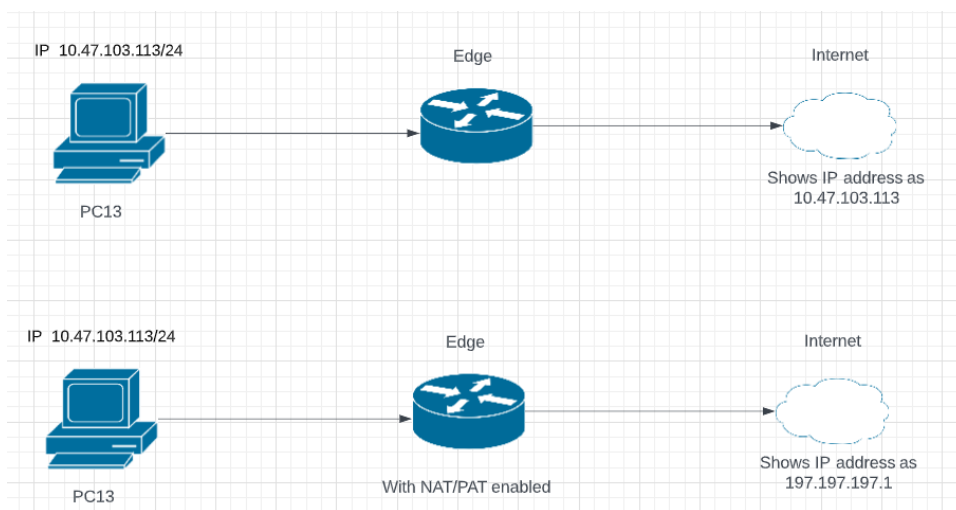 IP 10.47.103.113/24
Edge
Internet
Shows IP address as
10.47.103.113
PC13
IP 10.47.103.113/24
Edge
Internet
Shows IP address as
197.197.197.1
With NAT/PAT enabled
PC13